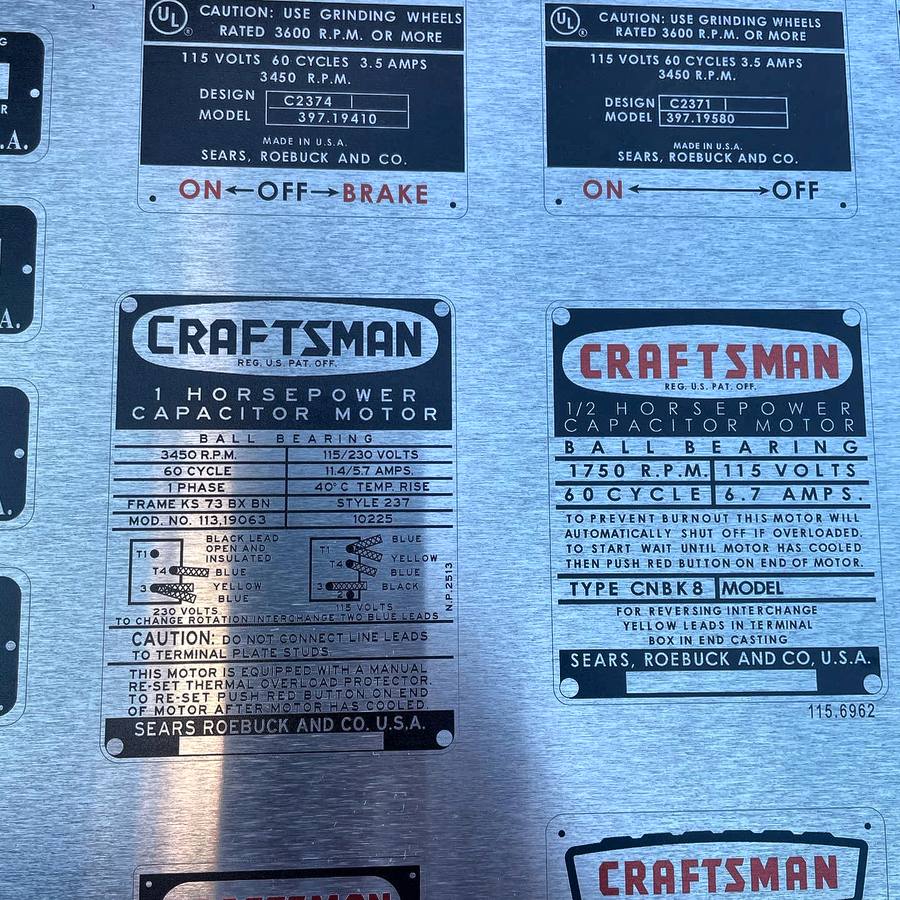 G
R
.A.
A.
UL
®
CAUTION: USE GRINDING WHEELS
RATED 3600 R.P.M. OR MORE
115 VOLTS 60 CYCLES 3.5 AMPS
3450 R.P.M.
DESIGN C2374
MODEL 397.19410
MADE IN U.S.A.
SEARS, ROEBUCK AND CO.
ON←OFF→BRAKE
UL
®
CAUTION: USE GRINDING WHEELS
RATED 3600 R.P.M. OR MORE
115 VOLTS 60 CYCLES 3.5 AMPS
3450 R.P.M.
DESIGN C2371
MODEL 397.19580
MADE IN U.S.A.
SEARS, ROEBUCK AND CO.
ON←→OFF
CRAFTSMAN
REG. U.S. PAT. OFF.
1 HORSEPOWER
CAPACITOR MOTOR
BALL BEARING
3450 R.P.M. 115/230 VOLTS
60 CYCLE 11.4/5.7 AMPS.
1 PHASE 40°C TEMP. RISE
FRAME KS 73 BX BN STYLE 237
MOD. NO. 113,19063 10225
T1
T4
3
BLACK LEAD
OPEN AND
INSULATED
BLUE
YELLOW
BLUE
230 VOLTS
T1
T4
3
2
BLUE
YELLOW
BLUE
BLACK
115 VOLTS
TO CHANGE ROTATION INTERCHANGE TWO BLUE LEADS
N.P.2513
CAUTION: DO NOT CONNECT LINE LEADS
TO TERMINAL PLATE STUDS.
THIS MOTOR IS EQUIPPED WITH A MANUAL
RE-SET THERMAL OVERLOAD PROTECTOR.
TO RE-SET PUSH RED BUTTON ON END
OF MOTOR AFTER MOTOR HAS COOLED.
SEARS ROEBUCK AND CO. U.S.A.
CRAFTSMAN
REG. U.S. PAT. OFF.
1/2 HORSEPOWER
CAPACITOR MOTOR
BALL BEARING
1750 R.P.M. 115 VOLTS
60 CYCLE 6.7 AMPS.
TO PREVENT BURNOUT THIS MOTOR WILL
AUTOMATICALLY SHUT OFF IF OVERLOADED.
TO START WAIT UNTIL MOTOR HAS COOLED
THEN PUSH RED BUTTON ON END OF MOTOR.
TYPE CNBK8 MODEL
FOR REVERSING INTERCHANGE
YELLOW LEADS IN TERMINAL
BOX IN END CASTING
SEARS, ROEBUCK AND CO, U.S.A.
115.6962
CRAFTSMAN
CRAFTSMAN